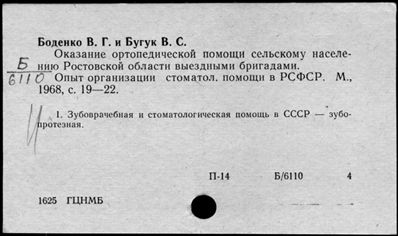 Боденко В. Г. и Бугук В. С.
Оказание ортопедической помощи сельскому населе-
Б нию Ростовской области выездными бригадами.
6110 Опыт организации стоматол. помощи в РСФСР. М.,
1968, с. 19—22.
1. Зубоврачебная и стоматологическая помощь в СССР — зубо-
протезная.
П-14 Б/6110 4
1625 ГЦНМБ